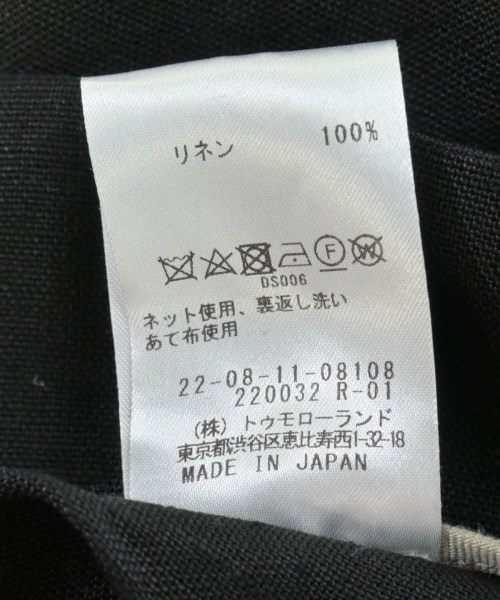 リネン 100%
F W
DS006
ネット使用、裏返し洗い
あて布使用
22-08-11-08108
220032 R-01
(株) トゥモローランド
東京都渋谷区恵比寿西1-32-18
MADE IN JAPAN